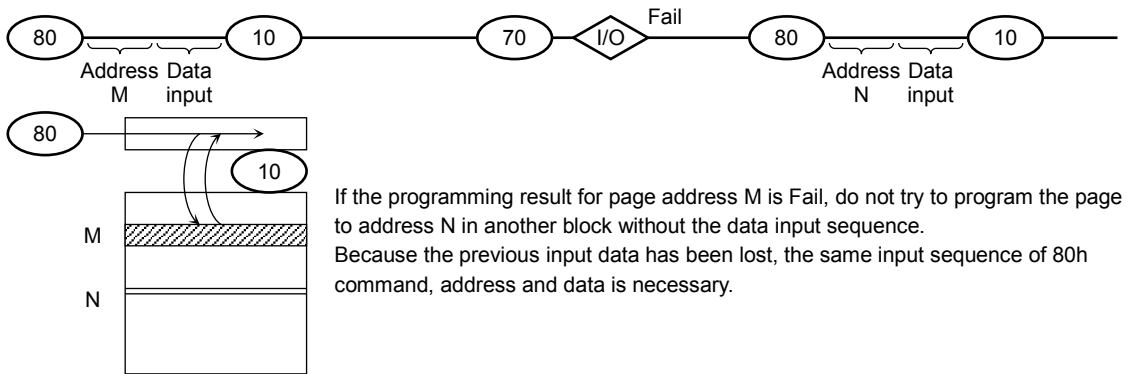 80
10
70
I/O
Fail
80
10
Address
M
Data
input
Address
N
Data
input
80
10
M
N
If the programming result for page address M is Fail, do not try to program the page
to address N in another block without the data input sequence.
Because the previous input data has been lost, the same input sequence of 80h
command, address and data is necessary.